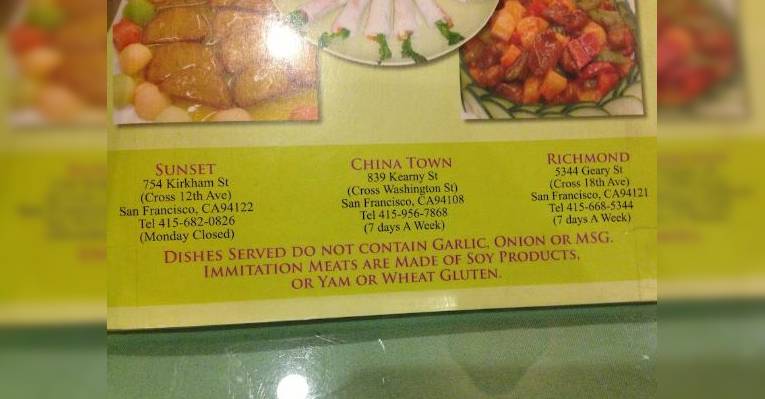 SUNSET
754 Kirkham St
(Cross 12th Ave)
San Francisco, CA94122
Tel 415-682-0826
(Monday Closed)
CHINA TOWN
839 Kearny St
(Cross Washington St)
San Francisco, CA94108
Tel 415-956-7868
(7 days A Week)
RICHMOND
5344 Geary St
(Cross 18th Ave)
San Francisco, CA94121
Tel 415-668-5344
(7 days A Week)
DISHES SERVED DO NOT CONTAIN GARLIC, ONION OR MSG.
IMMITATION MEATS ARE MADE OF SOY PRODUCTS,
OR YAM OR WHEAT GLUTEN.